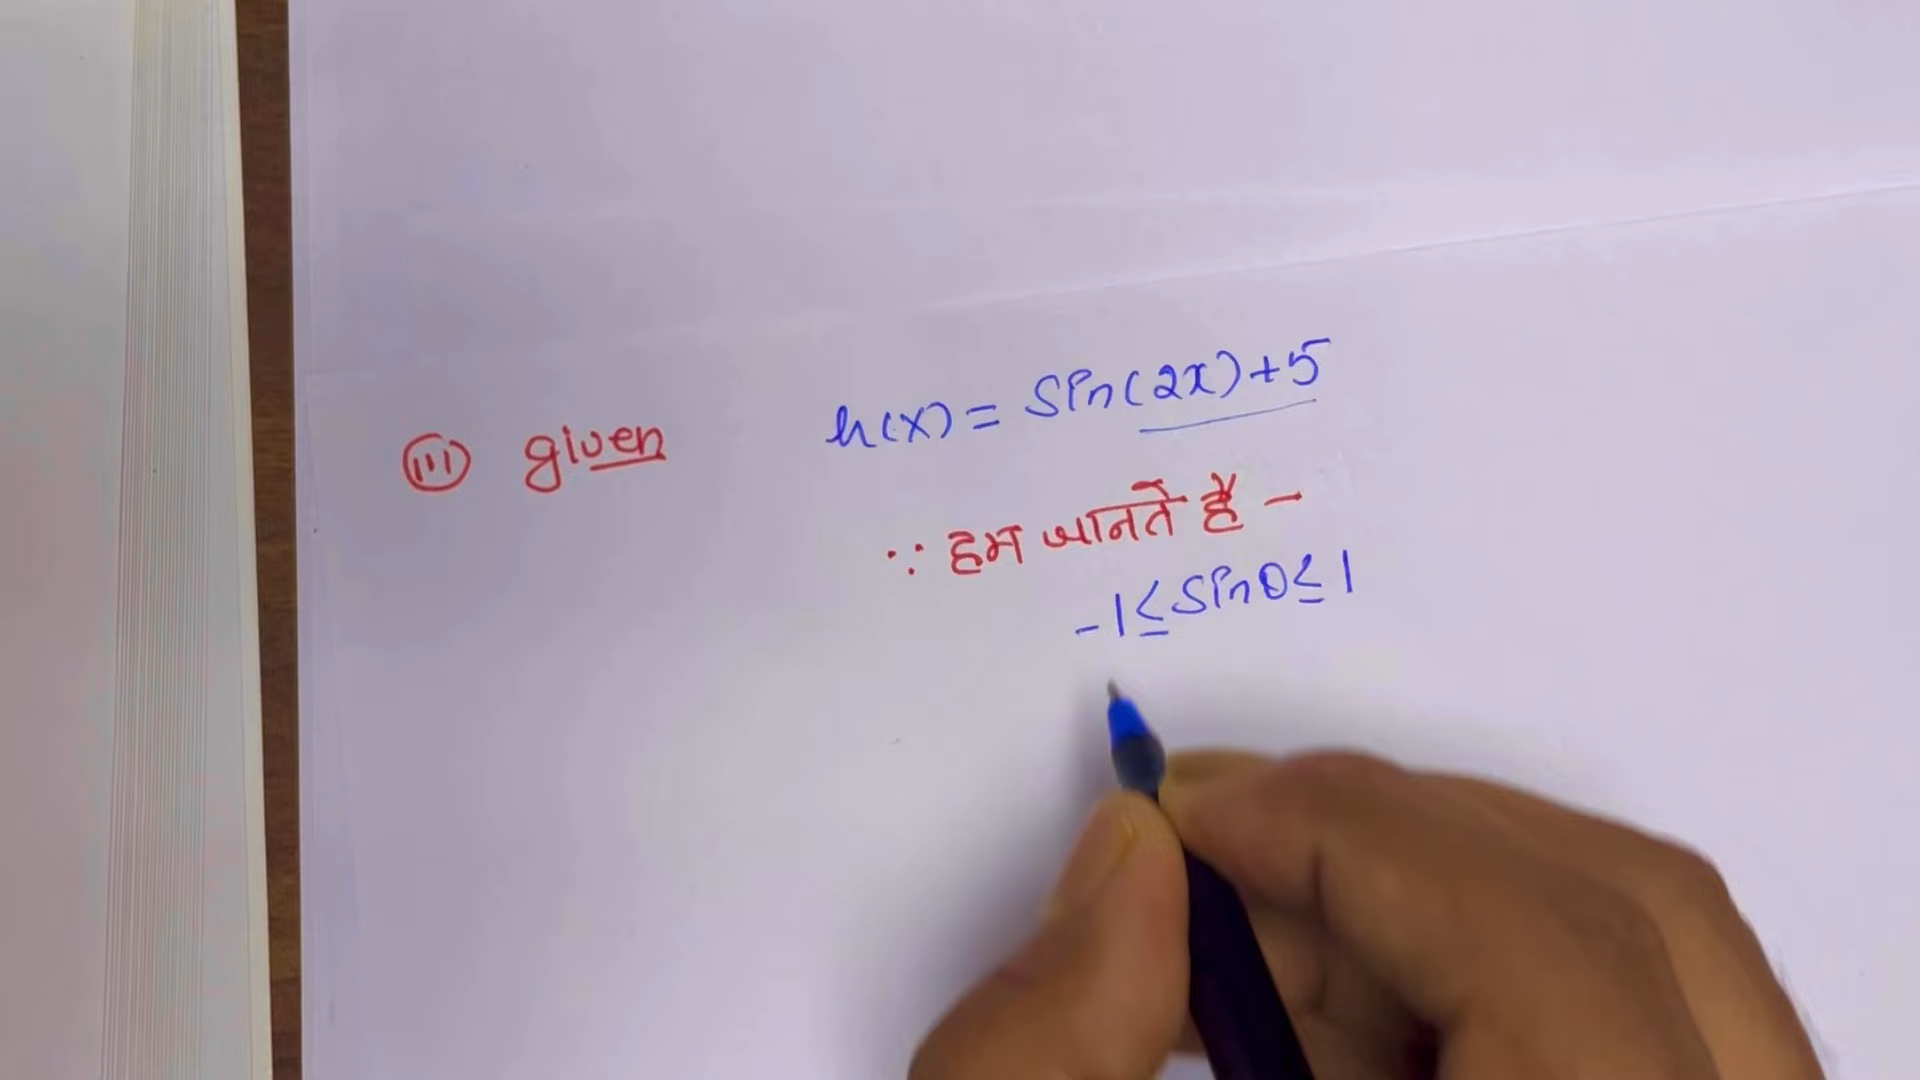 (iii) given h(x) = Sin(2x)+5
∵ हम जानते हैं –
-1 ≤ Sinθ ≤ 1